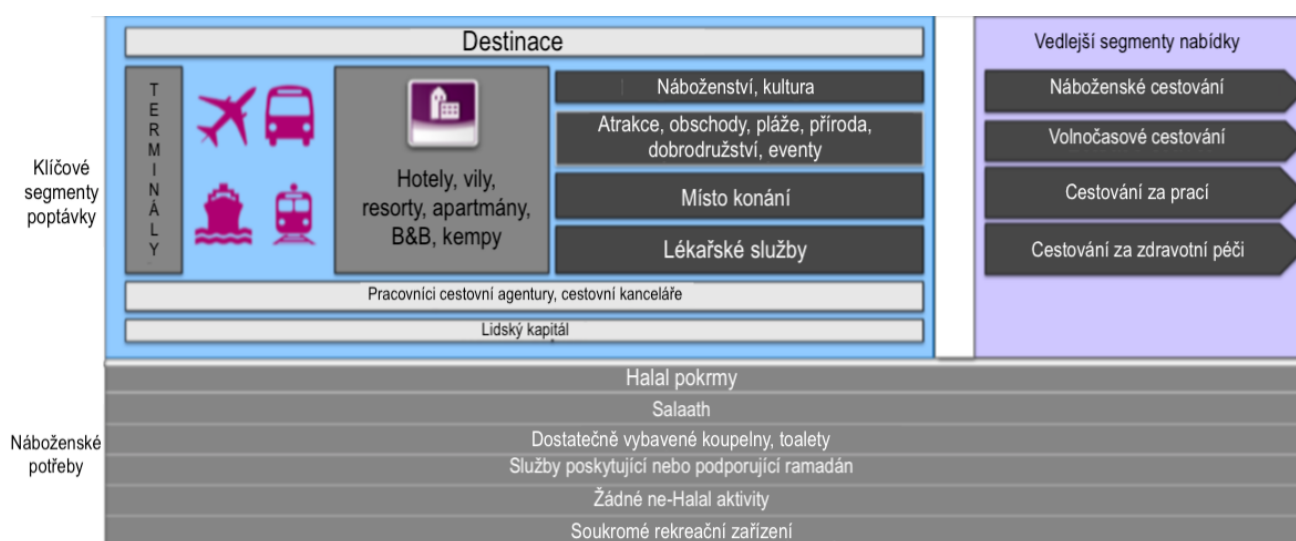 Destinace
Vedlejší segmenty nabídky
Klíčové
segmenty
poptávky
TERMINÁLY
Hotely, vily,
resorty, apartmány,
B&B, kempy
Náboženství, kultura
Atrakce, obschody, pláže, příroda,
dobrodružství, eventy
Místo konání
Lékařské služby
Náboženské cestování
Volnočasové cestování
Cestování za prací
Cestování za zdravotní péči
Pracovníci cestovní agentury, cestovní kanceláře
Lidský kapitál
Náboženské
potřeby
Halal pokrmy
Salaath
Dostatečně vybavené koupelny, toalety
Služby poskytující nebo podporující ramadán
Žádné ne-Halal aktivity
Soukromé rekreační zařízení